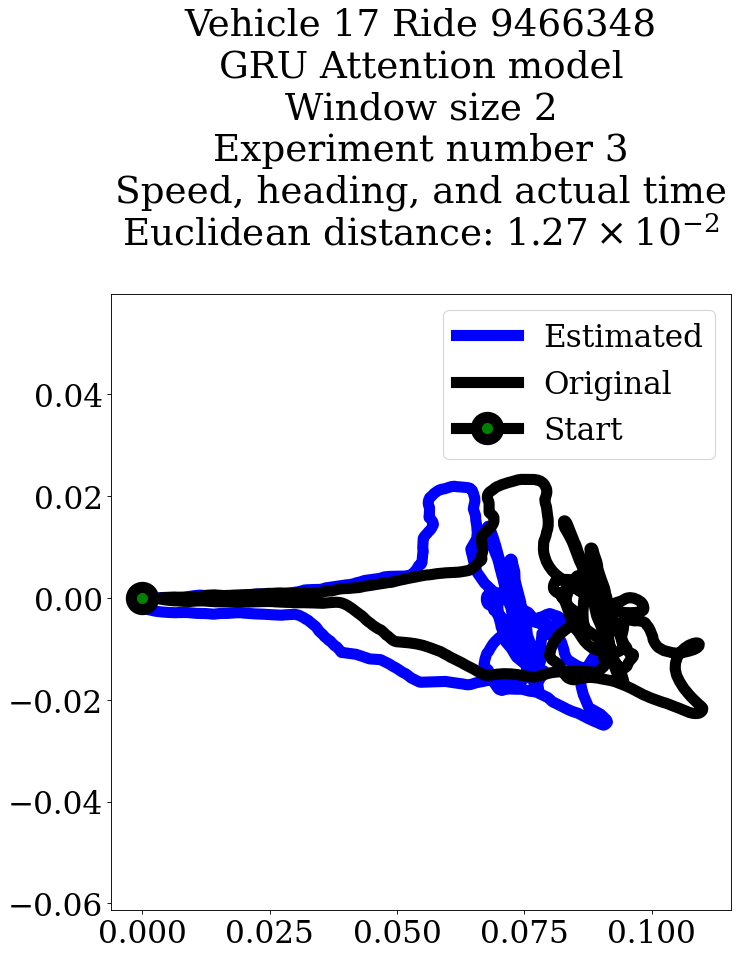 Vehicle 17 Ride 9466348
GRU Attention model
Window size 2
Experiment number 3
Speed, heading, and actual time
Euclidean distance: 1.27 × 10⁻²
Estimated
Original
Start
0.04
0.02
0.00
−0.02
−0.04
−0.06
0.000 0.025 0.050 0.075 0.100